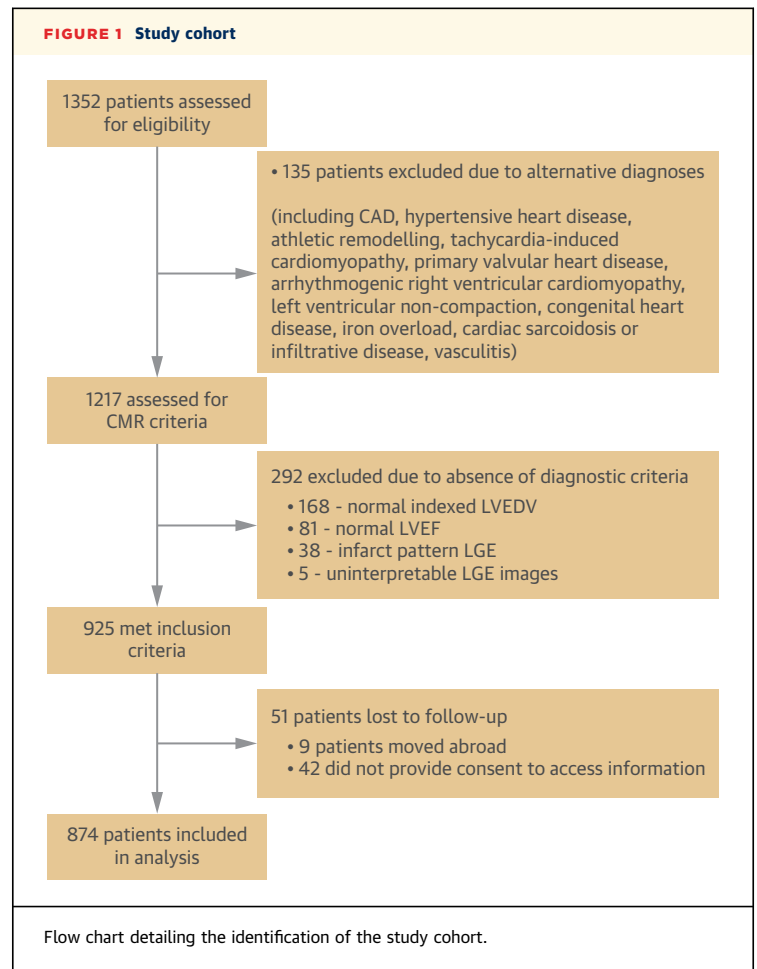 FIGURE 1 Study cohort
1352 patients assessed
for eligibility
• 135 patients excluded due to alternative diagnoses
(including CAD, hypertensive heart disease,
athletic remodelling, tachycardia-induced
cardiomyopathy, primary valvular heart disease,
arrhythmogenic right ventricular cardiomyopathy,
left ventricular non-compaction, congenital heart
disease, iron overload, cardiac sarcoidosis or
infiltrative disease, vasculitis)
1217 assessed for
CMR criteria
292 excluded due to absence of diagnostic criteria
• 168 - normal indexed LVEDV
• 81 - normal LVEF
• 38 - infarct pattern LGE
• 5 - uninterpretable LGE images
925 met inclusion
criteria
51 patients lost to follow-up
• 9 patients moved abroad
• 42 did not provide consent to access information
874 patients included
in analysis
Flow chart detailing the identification of the study cohort.